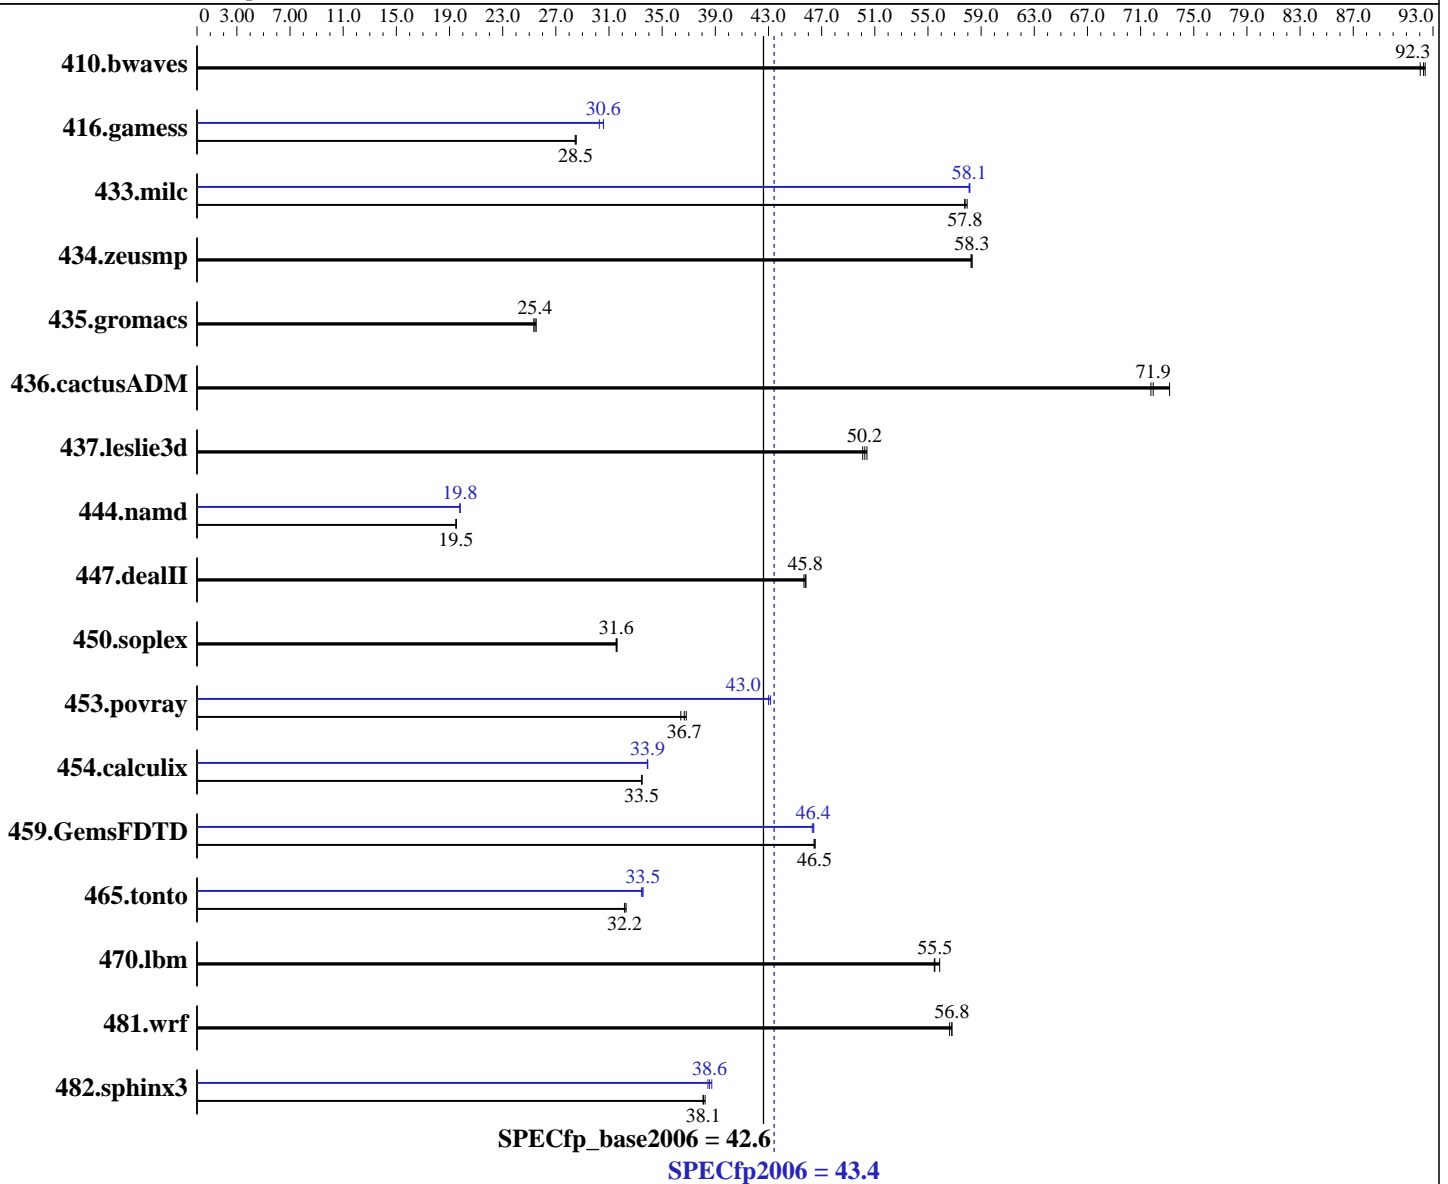 0 3.00 7.00 11.0 15.0 19.0 23.0 27.0 31.0 35.0 39.0 43.0 47.0 51.0 55.0 59.0 63.0 67.0 71.0 75.0 79.0 83.0 87.0 93.0
410.bwaves 92.3
416.gamess 30.6
28.5
433.milc 58.1
57.8
434.zeusmp 58.3
435.gromacs 25.4
436.cactusADM 71.9
437.leslie3d 50.2
444.namd 19.8
19.5
447.dealII 45.8
450.soplex 31.6
453.povray 43.0
36.7
454.calculix 33.9
33.5
459.GemsFDTD 46.4
46.5
465.tonto 33.5
32.2
470.lbm 55.5
481.wrf 56.8
482.sphinx3 38.6
38.1
SPECfp_base2006 = 42.6
SPECfp2006 = 43.4